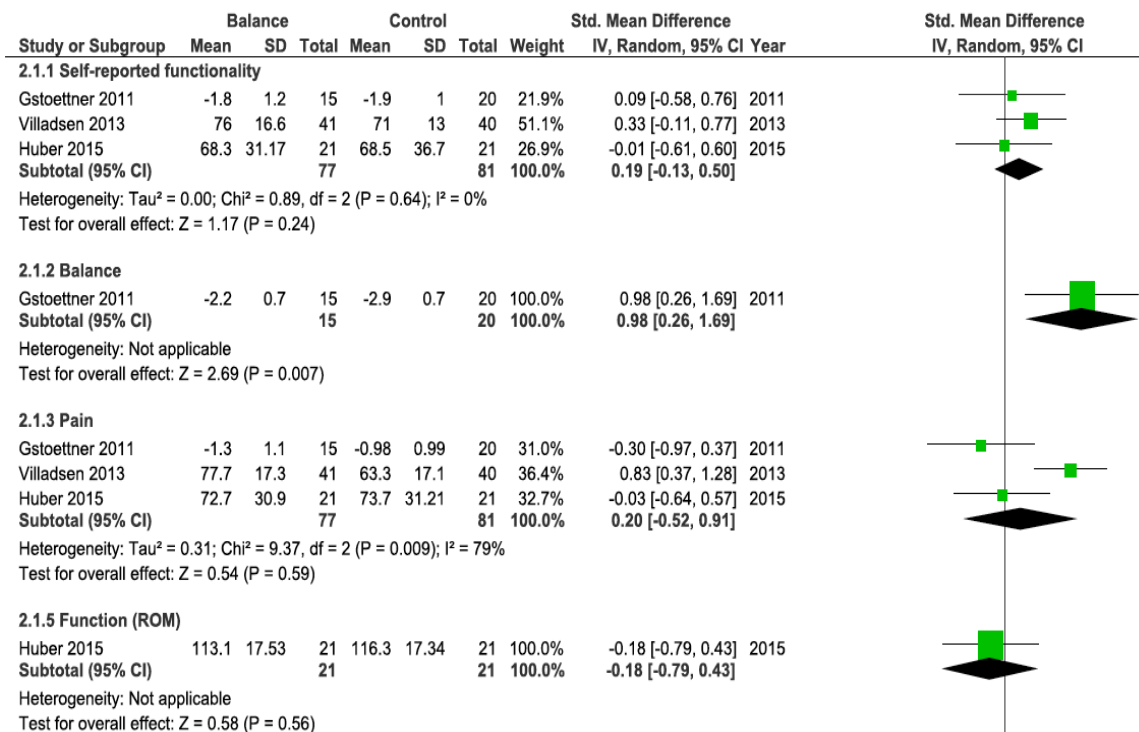 Balance Control Std. Mean Difference Std. Mean Difference
Study or Subgroup Mean SD Total Mean SD Total Weight IV, Random, 95% CI Year IV, Random, 95% CI
2.1.1 Self-reported functionality
Gstoettner 2011 -1.8 1.2 15 -1.9 1 20 21.9% 0.09 [-0.58, 0.76] 2011
Villadsen 2013 76 16.6 41 71 13 40 51.1% 0.33 [-0.11, 0.77] 2013
Huber 2015 68.3 31.17 21 68.5 36.7 21 26.9% -0.01 [-0.61, 0.60] 2015
Subtotal (95% CI) 77 81 100.0% 0.19 [-0.13, 0.50]
Heterogeneity: Tau² = 0.00; Chi² = 0.89, df = 2 (P = 0.64); I² = 0%
Test for overall effect: Z = 1.17 (P = 0.24)
2.1.2 Balance
Gstoettner 2011 -2.2 0.7 15 -2.9 0.7 20 100.0% 0.98 [0.26, 1.69] 2011
Subtotal (95% CI) 15 20 100.0% 0.98 [0.26, 1.69]
Heterogeneity: Not applicable
Test for overall effect: Z = 2.69 (P = 0.007)
2.1.3 Pain
Gstoettner 2011 -1.3 1.1 15 -0.98 0.99 20 31.0% -0.30 [-0.97, 0.37] 2011
Villadsen 2013 77.7 17.3 41 63.3 17.1 40 36.4% 0.83 [0.37, 1.28] 2013
Huber 2015 72.7 30.9 21 73.7 31.21 21 32.7% -0.03 [-0.64, 0.57] 2015
Subtotal (95% CI) 77 81 100.0% 0.20 [-0.52, 0.91]
Heterogeneity: Tau² = 0.31; Chi² = 9.37, df = 2 (P = 0.009); I² = 79%
Test for overall effect: Z = 0.54 (P = 0.59)
2.1.5 Function (ROM)
Huber 2015 113.1 17.53 21 116.3 17.34 21 100.0% -0.18 [-0.79, 0.43] 2015
Subtotal (95% CI) 21 21 100.0% -0.18 [-0.79, 0.43]
Heterogeneity: Not applicable
Test for overall effect: Z = 0.58 (P = 0.56)